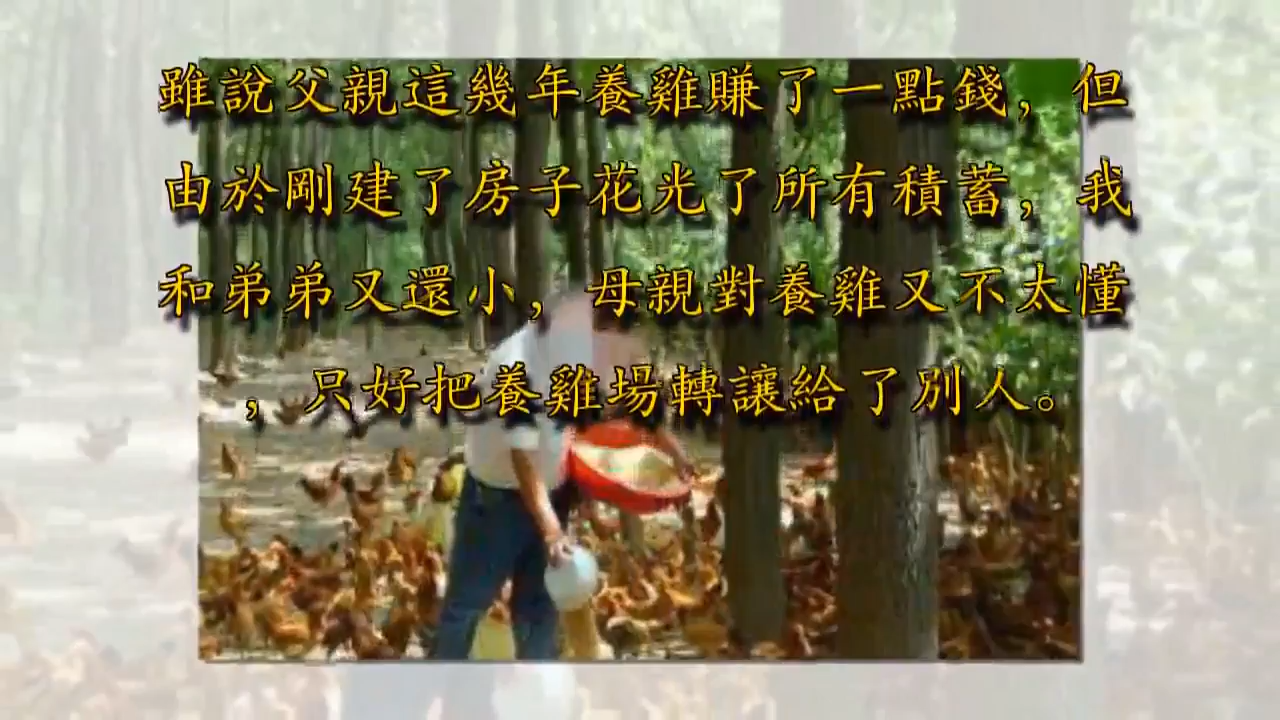 雖說父親這幾年養雞賺了一點錢，但
由於剛建了房子花光了所有積蓄，我
和弟弟又還小，母親對養雞又不太懂
，只好把養雞場轉讓給了別人。